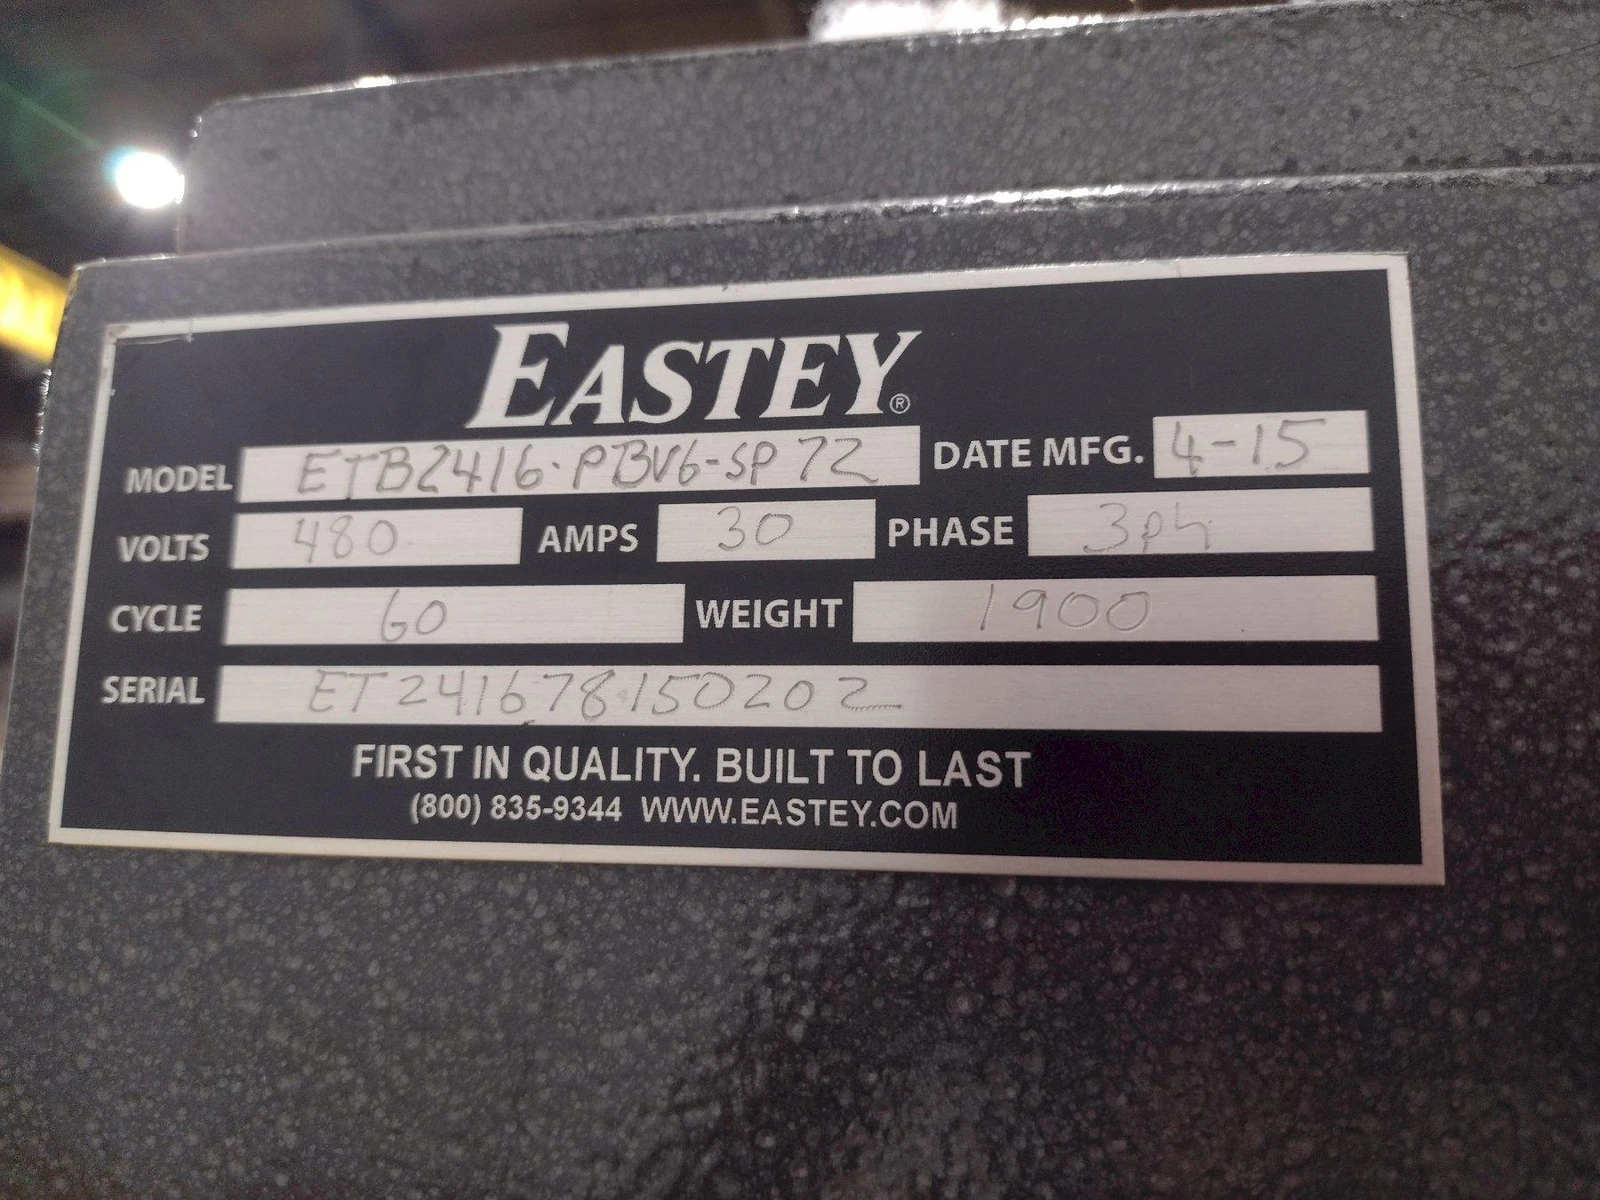 EASTEY®
MODEL ETB2416-PBV6-SP72 DATE MFG. 4-15
VOLTS 480 AMPS 30 PHASE 3ph
CYCLE 60 WEIGHT 1900
SERIAL ET241678150202
FIRST IN QUALITY. BUILT TO LAST
(800) 835-9344 WWW.EASTEY.COM